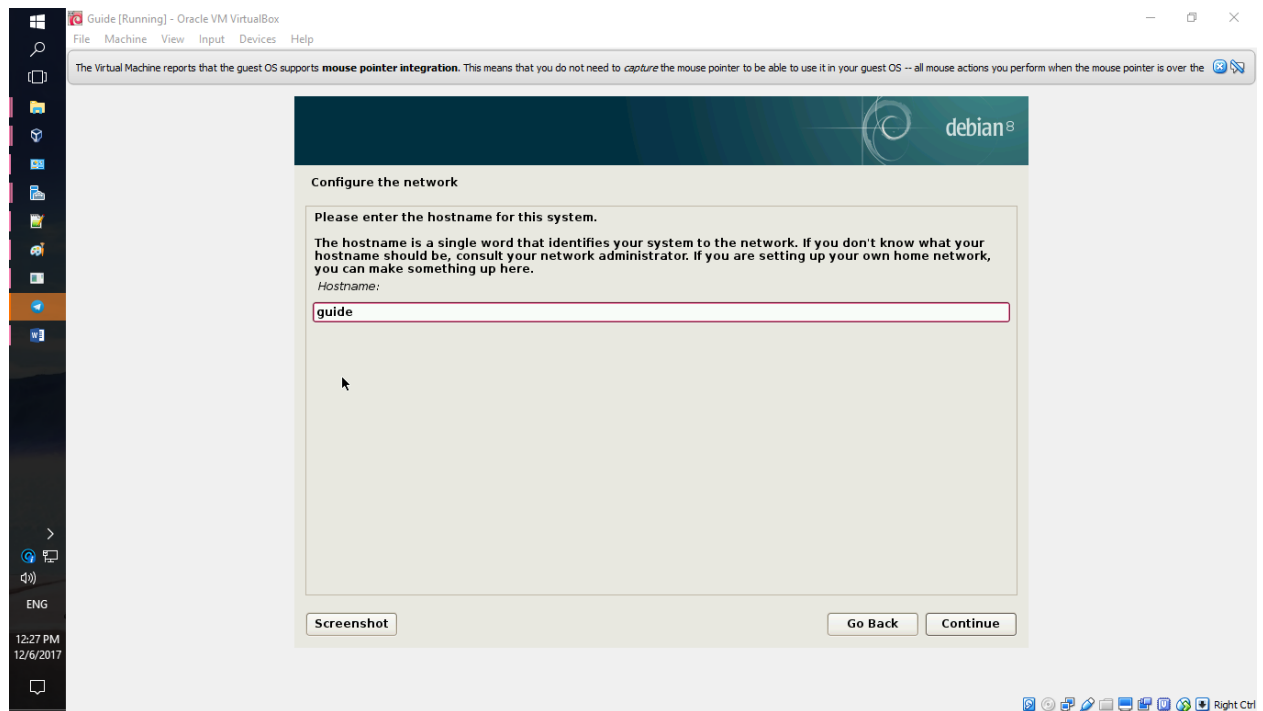 Guide [Running] - Oracle VM VirtualBox
File Machine View Input Devices Help
The Virtual Machine reports that the guest OS supports mouse pointer integration. This means that you do not need to capture the mouse pointer to be able to use it in your guest OS -- all mouse actions you perform when the mouse pointer is over the
debian 8
Configure the network
Please enter the hostname for this system.
The hostname is a single word that identifies your system to the network. If you don't know what your
hostname should be, consult your network administrator. If you are setting up your own home network,
you can make something up here.
Hostname:
guide
Screenshot
Go Back
Continue
ENG
12:27 PM
12/6/2017
Right Ctrl